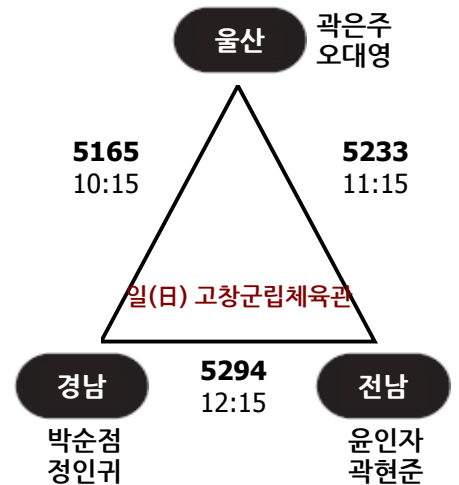 울산
곽은주
오대영
5165
10:15
5233
11:15
일(日) 고창군립체육관
경남
5294
12:15
전남
박순점
정인귀
윤인자
곽현준